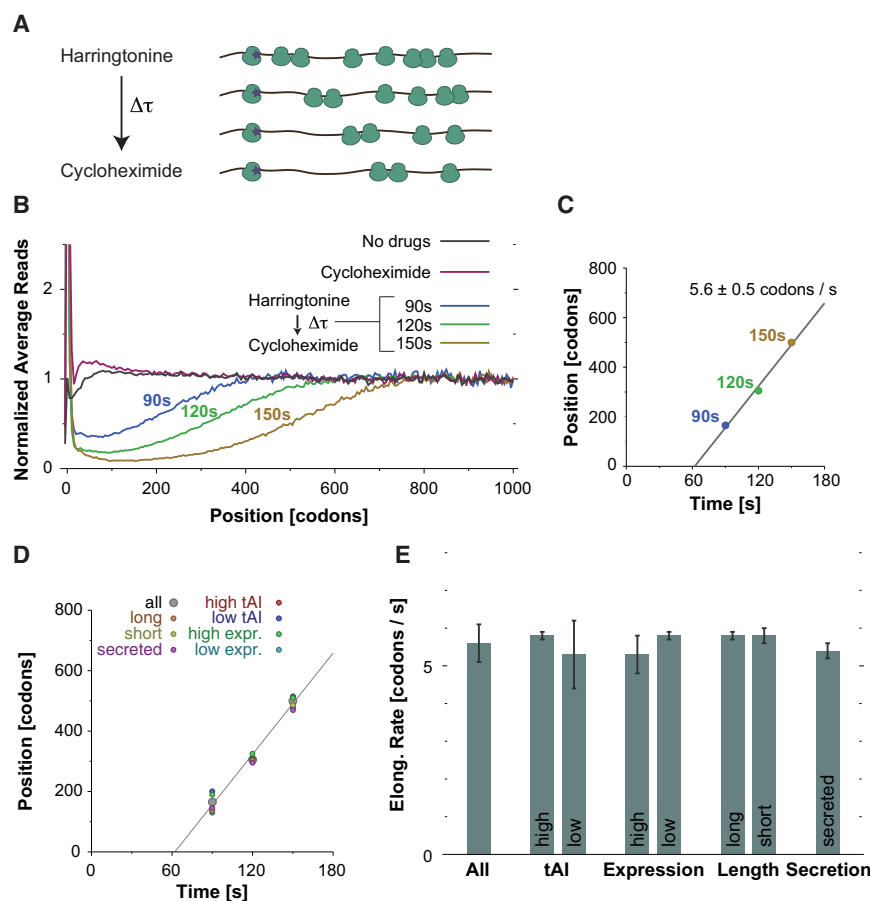 A
Harringtonine
Δτ
Cycloheximide
B
Normalized Average Reads
2
1
0
0 200 400 600 800 1000
Position [codons]
No drugs
Cycloheximide
Harringtonine
Δτ
Cycloheximide
90s
120s
150s
90s
120s
150s
C
Position [codons]
800
600
400
200
0
0 60 120 180
Time [s]
5.6 ± 0.5 codons / s
150s
120s
90s
D
Position [codons]
800
600
400
200
0
0 60 120 180
Time [s]
all
long
short
secreted
high tAI
low tAI
high expr.
low expr.
E
Elong. Rate [codons / s]
5
0
high
low
high
low
long
short
secreted
All tAI Expression Length Secretion